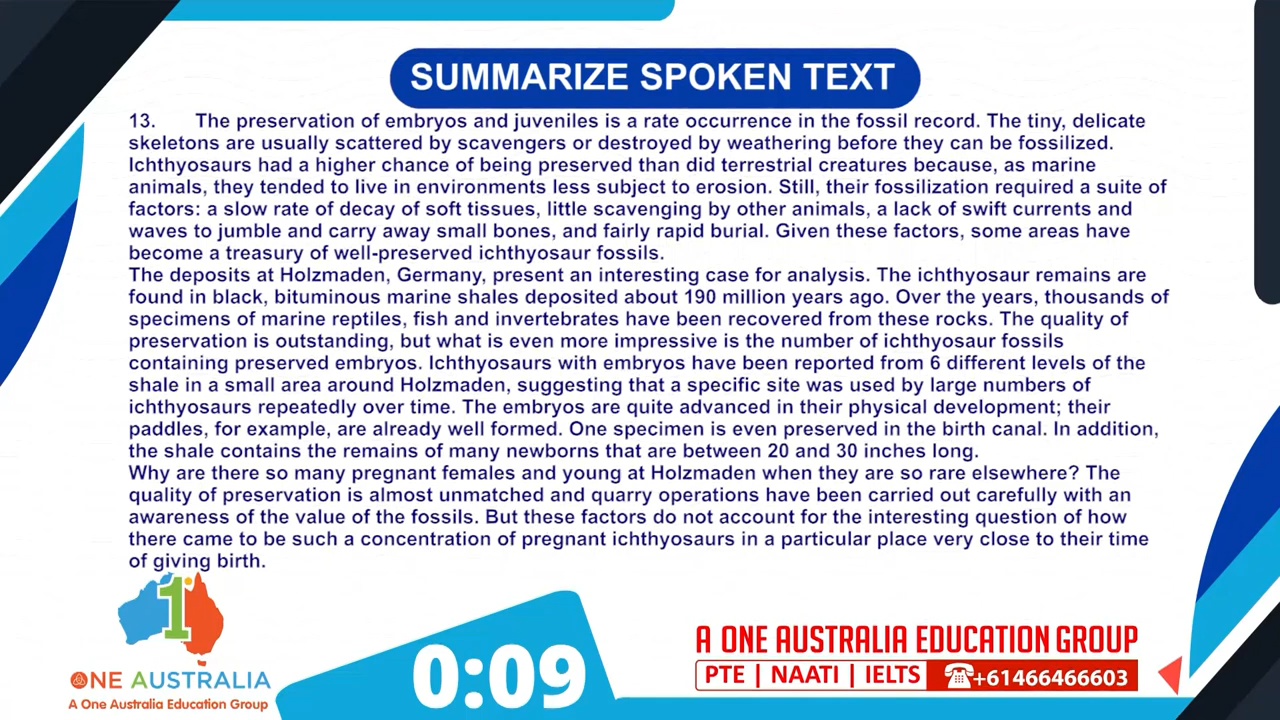 SUMMARIZE SPOKEN TEXT
13. The preservation of embryos and juveniles is a rate occurrence in the fossil record. The tiny, delicate
skeletons are usually scattered by scavengers or destroyed by weathering before they can be fossilized.
Ichthyosaurs had a higher chance of being preserved than did terrestrial creatures because, as marine
animals, they tended to live in environments less subject to erosion. Still, their fossilization required a suite of
factors: a slow rate of decay of soft tissues, little scavenging by other animals, a lack of swift currents and
waves to jumble and carry away small bones, and fairly rapid burial. Given these factors, some areas have
become a treasury of well-preserved ichthyosaur fossils.
The deposits at Holzmaden, Germany, present an interesting case for analysis. The ichthyosaur remains are
found in black, bituminous marine shales deposited about 190 million years ago. Over the years, thousands of
specimens of marine reptiles, fish and invertebrates have been recovered from these rocks. The quality of
preservation is outstanding, but what is even more impressive is the number of ichthyosaur fossils
containing preserved embryos. Ichthyosaurs with embryos have been reported from 6 different levels of the
shale in a small area around Holzmaden, suggesting that a specific site was used by large numbers of
ichthyosaurs repeatedly over time. The embryos are quite advanced in their physical development; their
paddles, for example, are already well formed. One specimen is even preserved in the birth canal. In addition,
the shale contains the remains of many newborns that are between 20 and 30 inches long.
Why are there so many pregnant females and young at Holzmaden when they are so rare elsewhere? The
quality of preservation is almost unmatched and quarry operations have been carried out carefully with an
awareness of the value of the fossils. But these factors do not account for the interesting question of how
there came to be such a concentration of pregnant ichthyosaurs in a particular place very close to their time
of giving birth.
1
ONE AUSTRALIA
A One Australia Education Group
0:09
A ONE AUSTRALIA EDUCATION GROUP
PTE | NAATI | IELTS
+61466466603